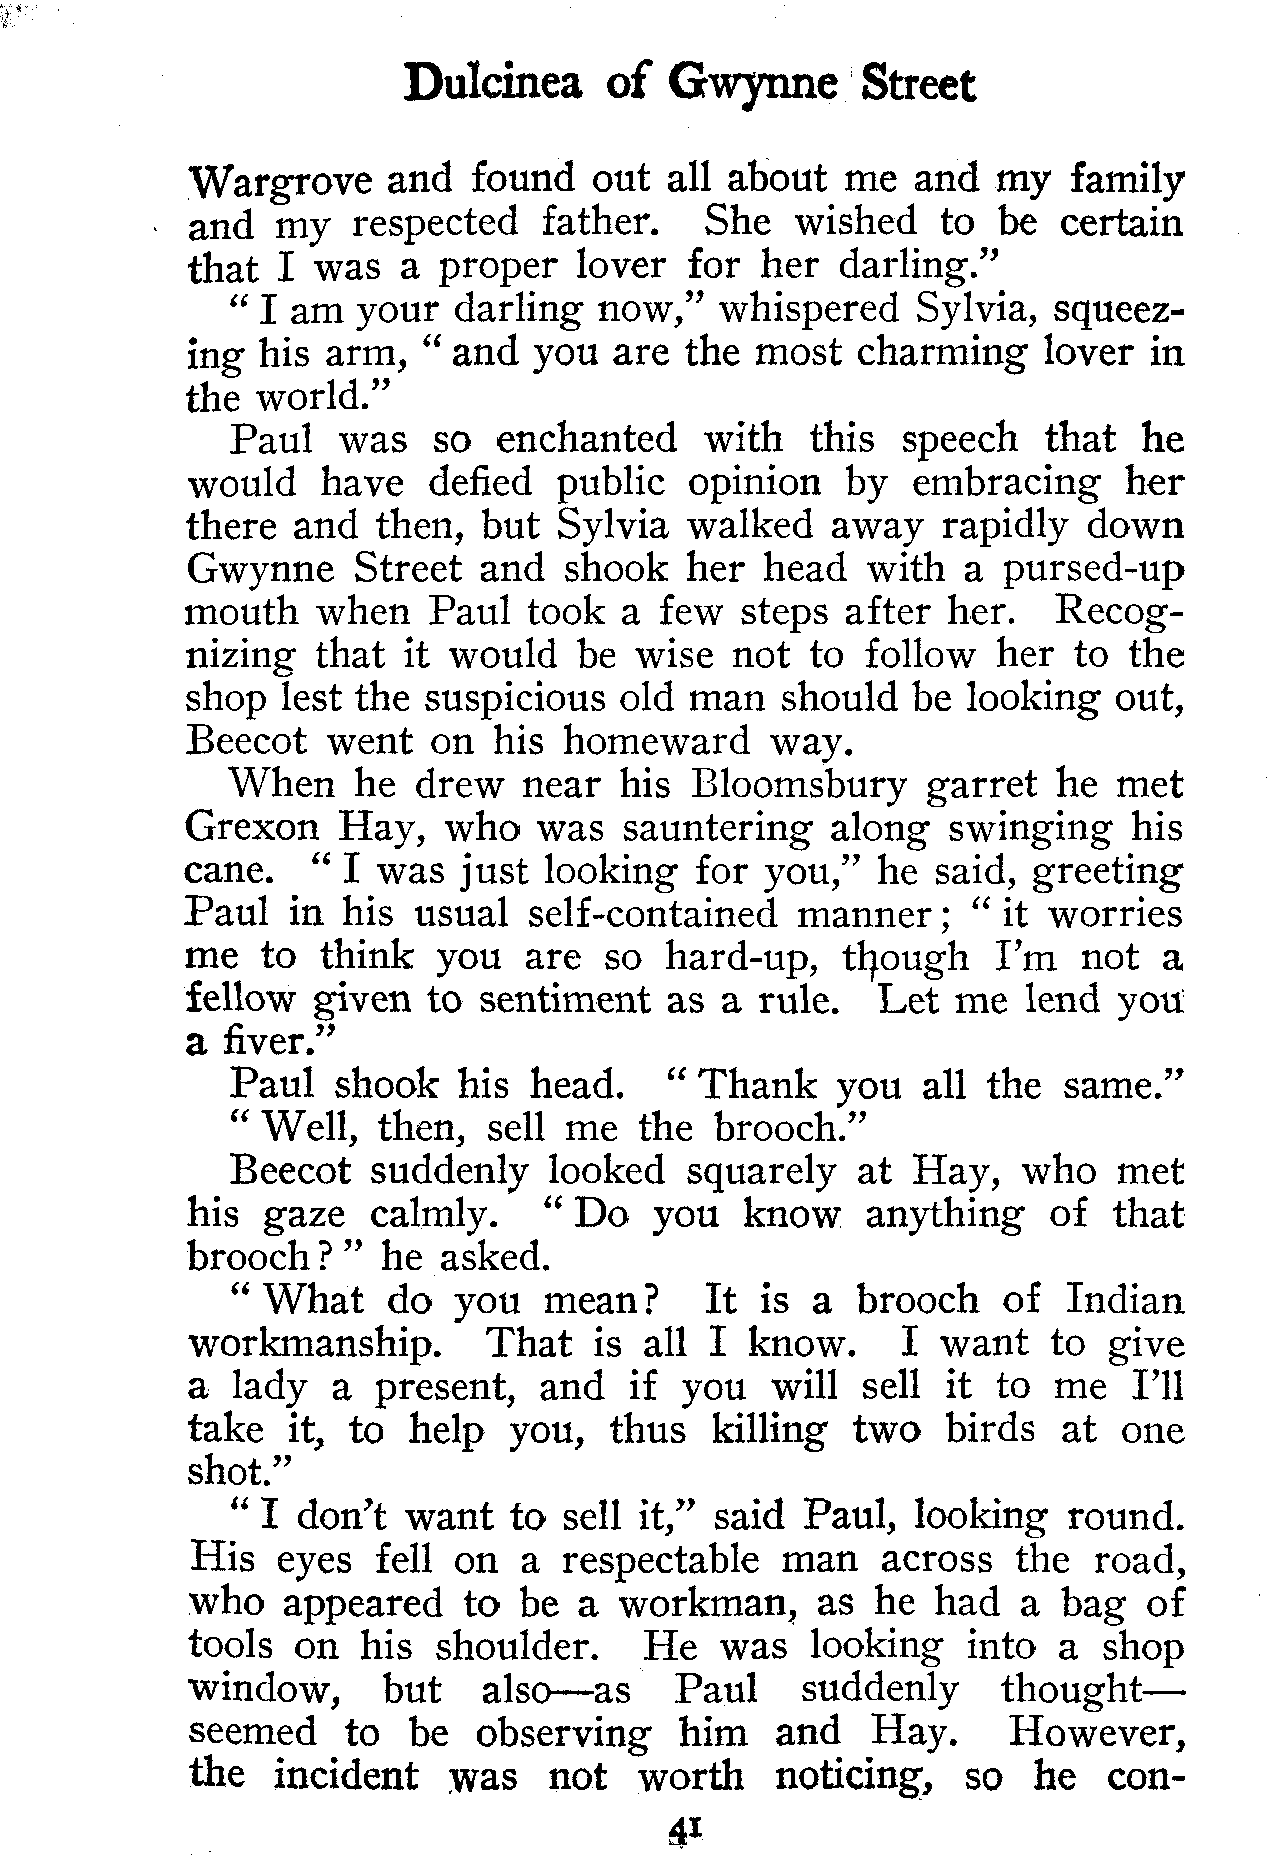 Dulcinea of Gwynne Street
Wargrove and found out all about me and my family
and my respected father. She wished to be certain
that I was a proper lover for her darling.”
“ I am your darling now,” whispered Sylvia, squeez-
ing his arm, “ and you are the most charming lover in
the world.”
Paul was so enchanted with this speech that he
would have defied public opinion by embracing her
there and then, but Sylvia walked away rapidly down
Gwynne Street and shook her head with a pursed-up
mouth when Paul took a few steps after her. Recog-
nizing that it would be wise not to follow her to the
shop lest the suspicious old man should be looking out,
Beecot went on his homeward way.
When he drew near his Bloomsbury garret he met
Grexon Hay, who was sauntering along swinging his
cane. “ I was just looking for you,” he said, greeting
Paul in his usual self-contained manner ; “ it worries
me to think you are so hard-up, though I’m not a
fellow given to sentiment as a rule. Let me lend you
a fiver.”
Paul shook his head. “ Thank you all the same.”
“ Well, then, sell me the brooch.”
Beecot suddenly looked squarely at Hay, who met
his gaze calmly. “ Do you know anything of that
brooch ? ” he asked.
“ What do you mean? It is a brooch of Indian
workmanship. That is all I know. I want to give
a lady a present, and if you will sell it to me I’ll
take it, to help you, thus killing two birds at one
shot.”
“ I don’t want to sell it,” said Paul, looking round.
His eyes fell on a respectable man across the road,
who appeared to be a workman, as he had a bag of
tools on his shoulder. He was looking into a shop
window, but also—as Paul suddenly thought—
seemed to be observing him and Hay. However,
the incident was not worth noticing, so he con-
41